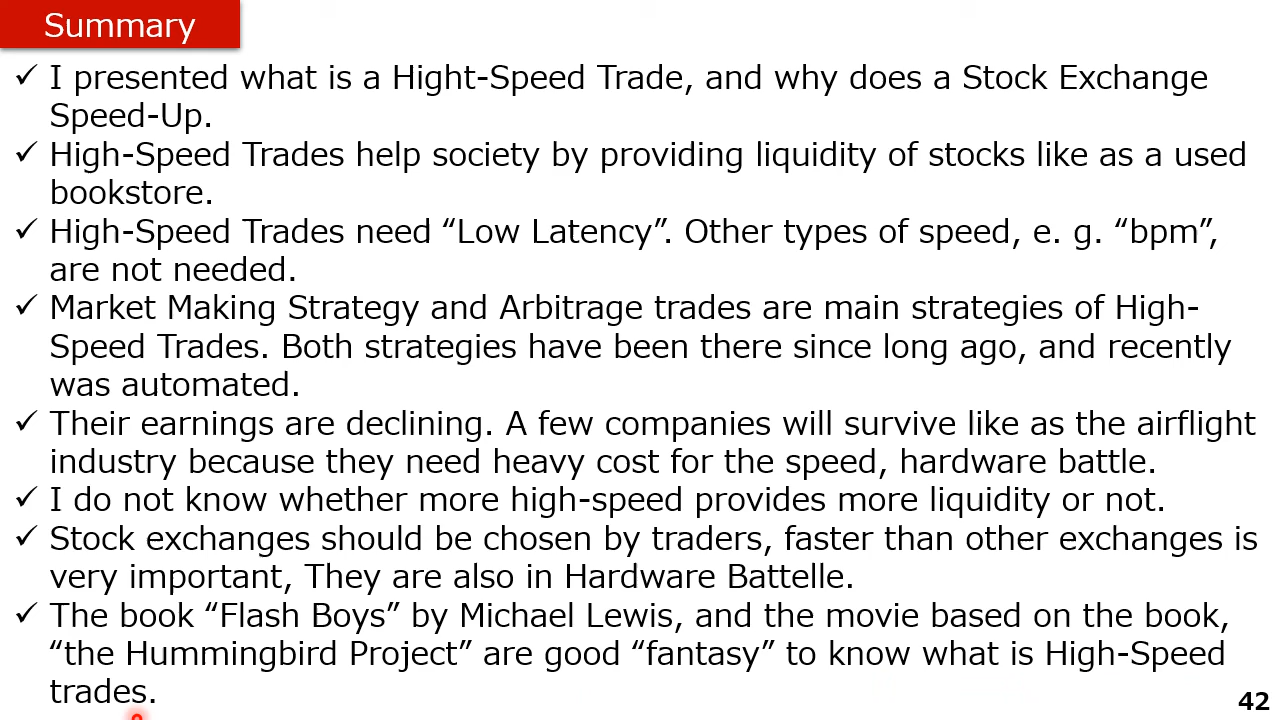 Summary
✓ I presented what is a Hight-Speed Trade, and why does a Stock Exchange
Speed-Up.
✓ High-Speed Trades help society by providing liquidity of stocks like as a used
bookstore.
✓ High-Speed Trades need “Low Latency”. Other types of speed, e. g. “bpm”,
are not needed.
✓ Market Making Strategy and Arbitrage trades are main strategies of High-
Speed Trades. Both strategies have been there since long ago, and recently
was automated.
✓ Their earnings are declining. A few companies will survive like as the airflight
industry because they need heavy cost for the speed, hardware battle.
✓ I do not know whether more high-speed provides more liquidity or not.
✓ Stock exchanges should be chosen by traders, faster than other exchanges is
very important, They are also in Hardware Battelle.
✓ The book “Flash Boys” by Michael Lewis, and the movie based on the book,
“the Hummingbird Project” are good “fantasy” to know what is High-Speed
trades.
42